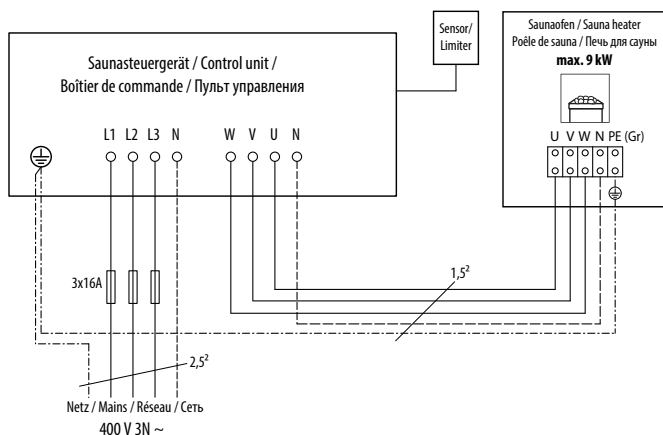 Saunasteuergerät / Control unit /
Boîtier de commande / Пульт управления
L1 L2 L3 N W V U N
Sensor/
Limiter
Saunaofen / Sauna heater
Poêle de sauna / Печь для сауны
max. 9 kW
U V W N PE (Gr)
3x16A
1,5²
2,5²
Netz / Mains / Réseau / Сеть
400 V 3N ~